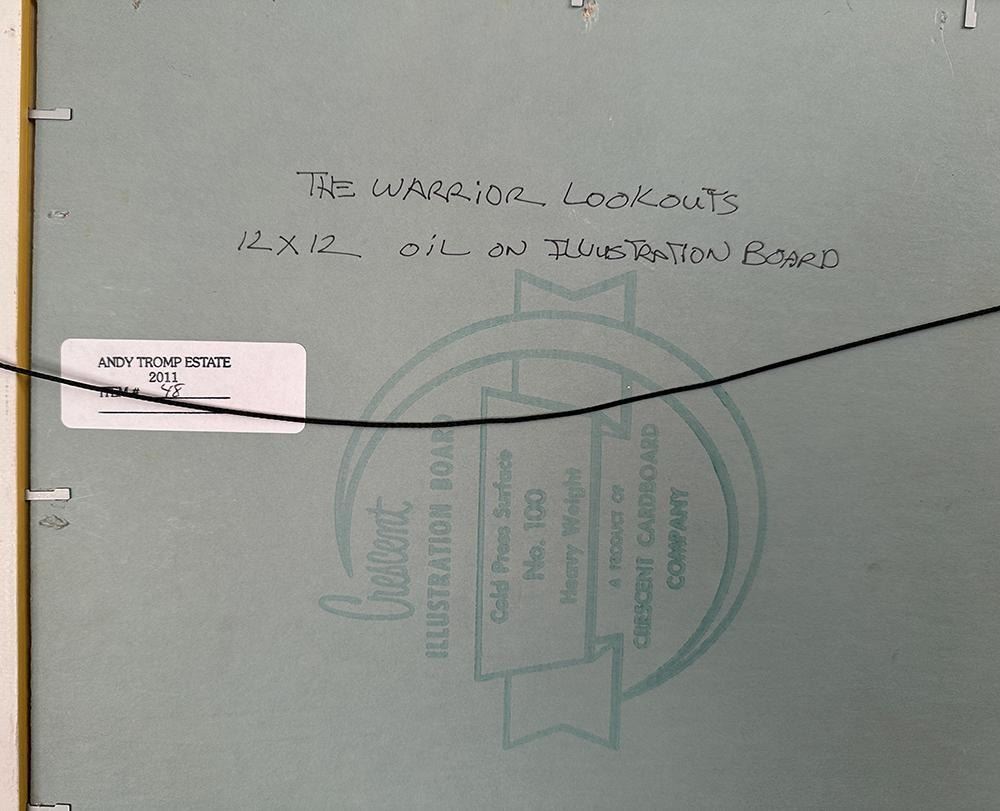 THE WARRIOR LOOKOUTS
12 X 12 OIL ON ILLUSTRATION BOARD
ANDY TROMP ESTATE
2011
ITEM # 48
Crescent
ILLUSTRATION BOARD
Cold Press Surface
No. 100
Heavy Weight
A PRODUCT OF
CRESCENT CARDBOARD
COMPANY